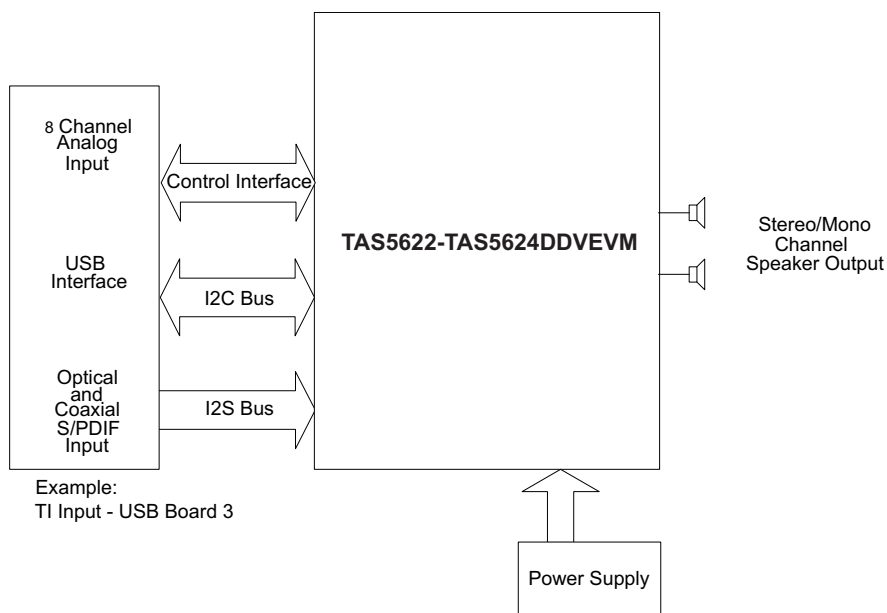 8 Channel
Analog
Input
USB
Interface
Optical
and
Coaxial
S/PDIF
Input
Example:
TI Input - USB Board 3
Control Interface
I2C Bus
I2S Bus
TAS5622-TAS5624DDVEVM
Stereo/Mono
Channel
Speaker Output
Power Supply